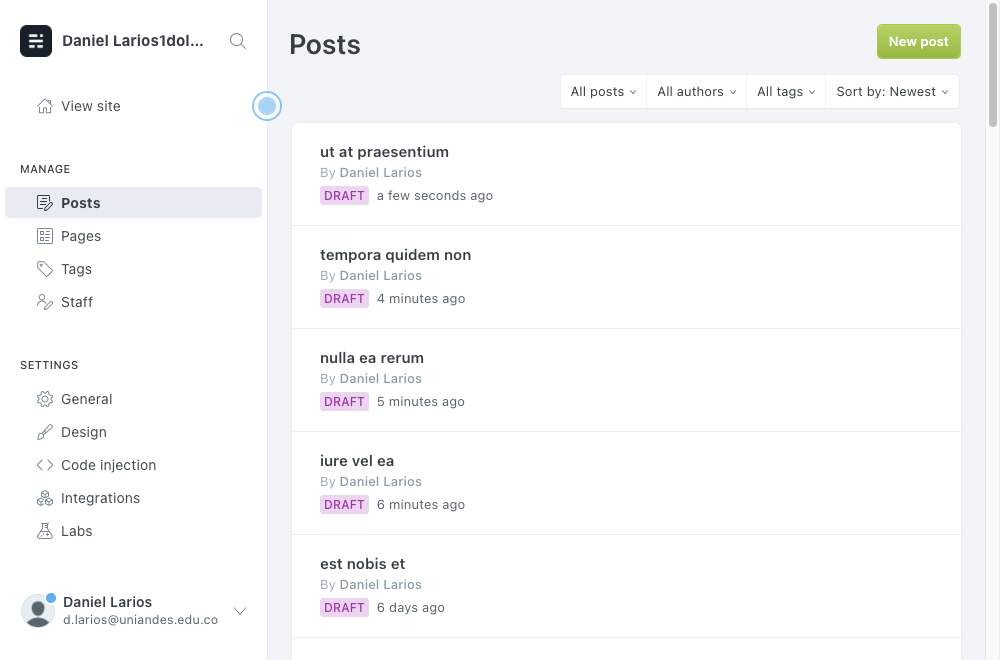 Daniel Larios1dol...
View site
MANAGE
Posts
Pages
Tags
Staff
SETTINGS
General
Design
Code injection
Integrations
Labs
Daniel Larios
d.larios@uniandes.edu.co
Posts
New post
All posts
All authors
All tags
Sort by: Newest
ut at praesentium
By Daniel Larios
DRAFT a few seconds ago
tempora quidem non
By Daniel Larios
DRAFT 4 minutes ago
nulla ea rerum
By Daniel Larios
DRAFT 5 minutes ago
iure vel ea
By Daniel Larios
DRAFT 6 minutes ago
est nobis et
By Daniel Larios
DRAFT 6 days ago